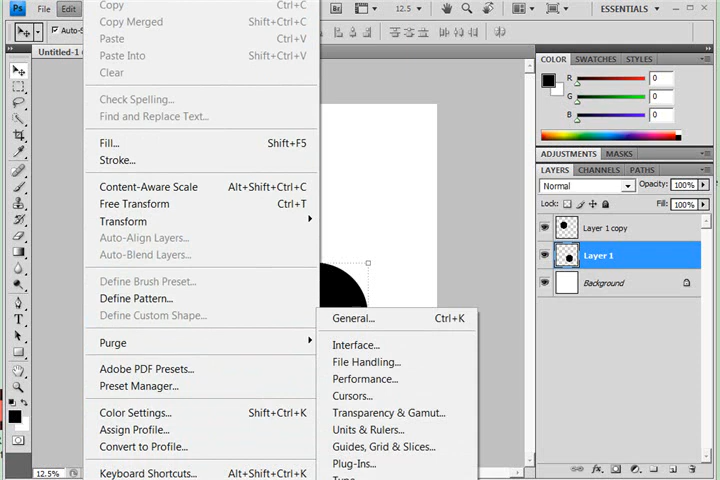 Ps File Edit
Copy Ctrl+C
Copy Merged Shift+Ctrl+C
Paste Ctrl+V
Paste Into Shift+Ctrl+V
Clear
Check Spelling...
Find and Replace Text...
Fill... Shift+F5
Stroke...
Content-Aware Scale Alt+Shift+Ctrl+C
Free Transform Ctrl+T
Transform
Auto-Align Layers...
Auto-Blend Layers...
Define Brush Preset...
Define Pattern...
Define Custom Shape...
Purge
Adobe PDF Presets...
Preset Manager...
Color Settings... Shift+Ctrl+K
Assign Profile...
Convert to Profile...
Keyboard Shortcuts... Alt+Shift+Ctrl+K
General... Ctrl+K
Interface...
File Handling...
Performance...
Cursors...
Transparency & Gamut...
Units & Rulers...
Guides, Grid & Slices...
Plug-Ins...
Br 12.5 ESSENTIALS
Auto-S
Untitled-1
12.5%
COLOR SWATCHES STYLES
R 0
G 0
B 0
ADJUSTMENTS MASKS
LAYERS CHANNELS PATHS
Normal Opacity: 100%
Lock: Fill: 100%
Layer 1 copy
Layer 1
Background